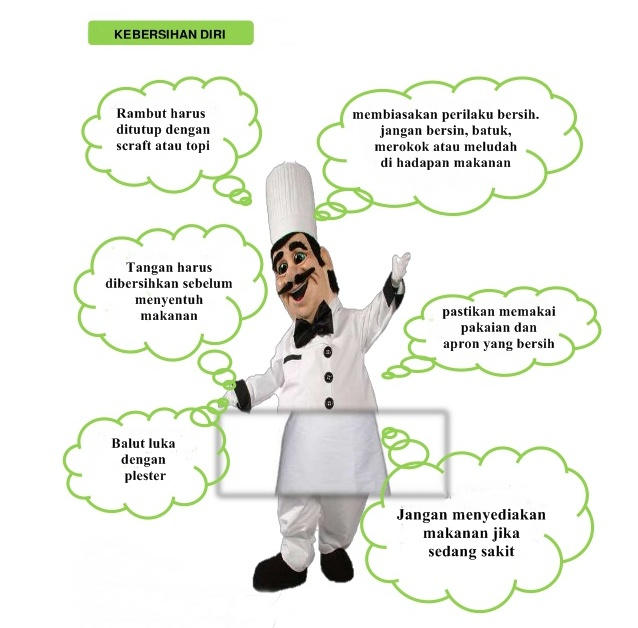 KEBERSIHAN DIRI
Rambut harus
ditutup dengan
scraft atau topi
membiasakan perilaku bersih.
jangan bersin, batuk,
merokok atau meludah
di hadapan makanan
Tangan harus
dibersihkan sebelum
menyentuh
makanan
pastikan memakai
pakaian dan
apron yang bersih
Balut luka
dengan
plester
Jangan menyediakan
makanan jika
sedang sakit